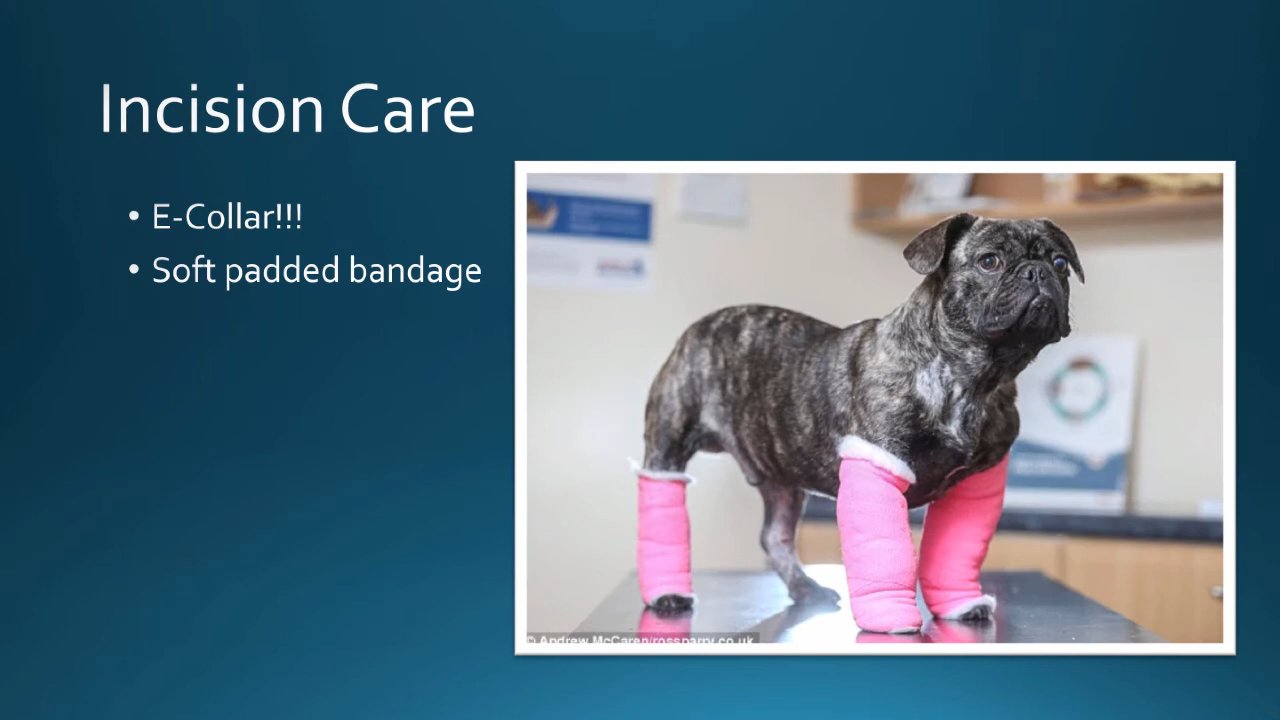 Incision Care
• E-Collar!!!
• Soft padded bandage
© Andrew McCaren/rossparry.co.uk